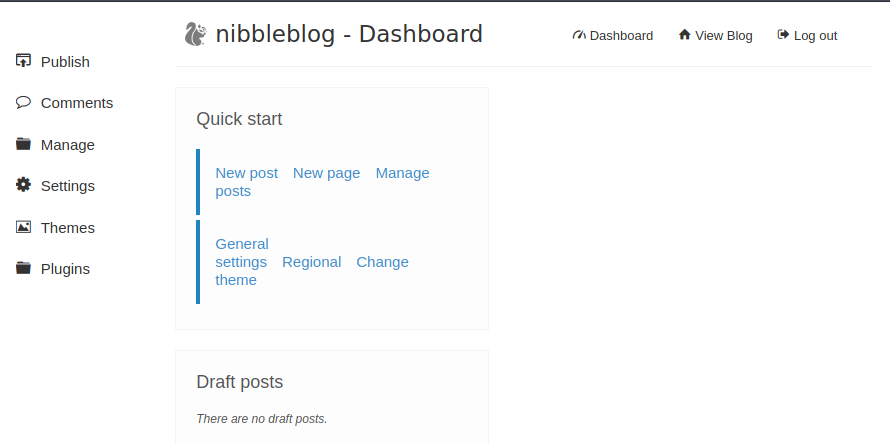 nibbleblog - Dashboard
Dashboard View Blog Log out
Publish
Comments
Manage
Settings
Themes
Plugins
Quick start
New post New page Manage
posts
General
settings Regional Change
theme
Draft posts
There are no draft posts.